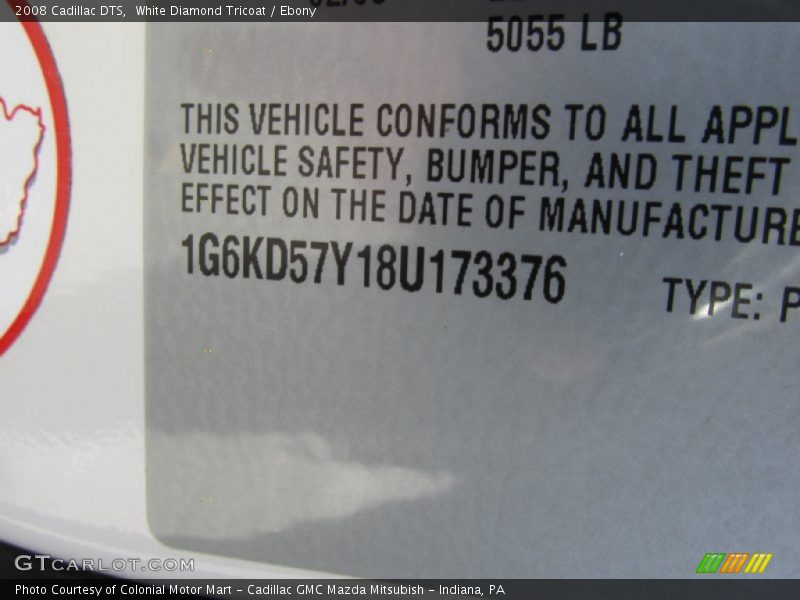 2008 Cadillac DTS,  White Diamond Tricoat / Ebony
5055 LB
THIS VEHICLE CONFORMS TO ALL APPL
VEHICLE SAFETY, BUMPER, AND THEFT
EFFECT ON THE DATE OF MANUFACTURE
1G6KD57Y18U173376
TYPE: P
GTCARLOT.COM
Photo Courtesy of Colonial Motor Mart - Cadillac GMC Mazda Mitsubish - Indiana, PA